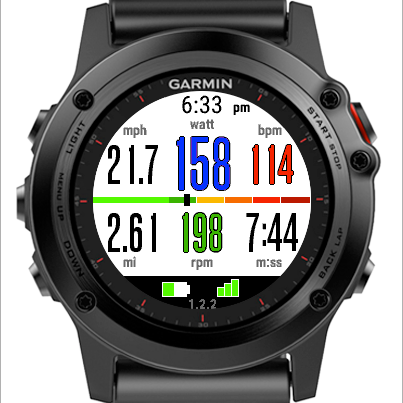 GARMIN
6:33 pm
mph watt bpm
21.7 158 114
2.61 198 7:44
mi rpm m:ss
1.2.2
LIGHT
START STOP
MENU UP
DOWN
BACK LAP
30